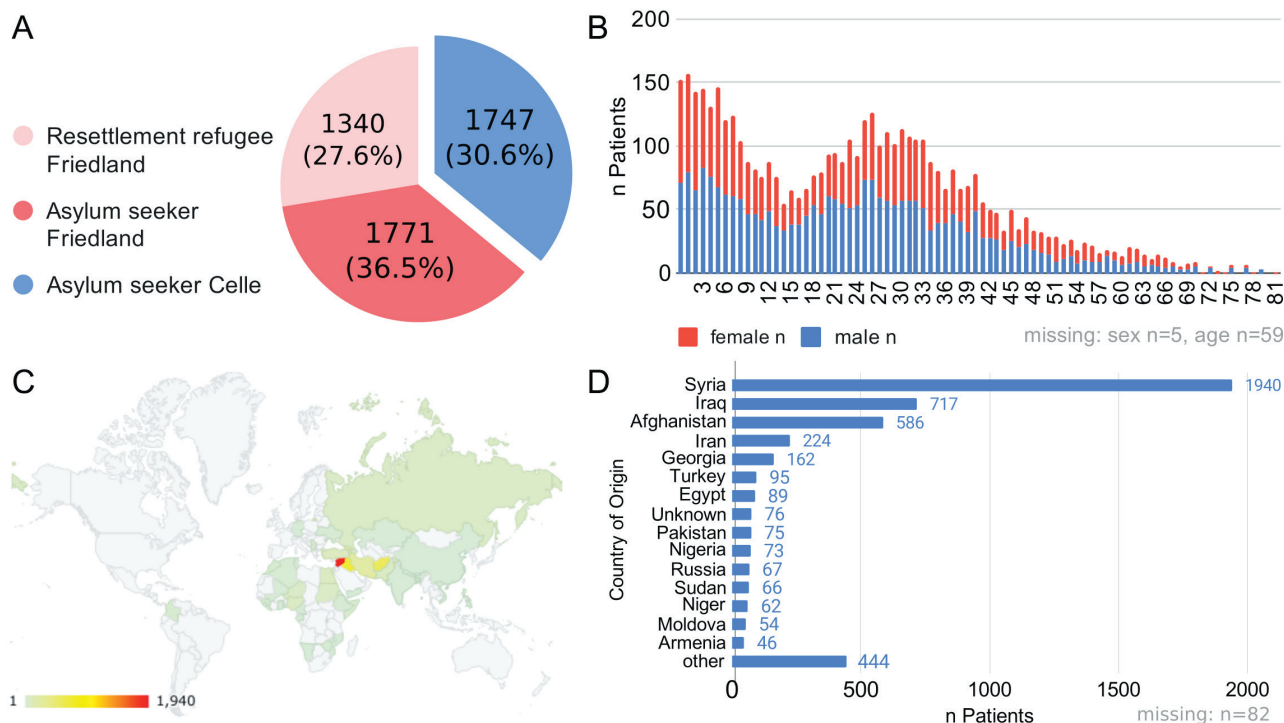 A
Resettlement refugee
Friedland
Asylum seeker
Friedland
Asylum seeker Celle
1340
(27.6%)
1747
(30.6%)
1771
(36.5%)
B
n Patients
200
150
100
50
0
3 6 9 12 15 18 21 24 27 30 33 36 39 40 42 45 48 51 54 57 60 63 66 69 72 75 78 81
female n male n
missing: sex n=5, age n=59
C
1 1,940
D
Country of Origin
Syria 1940
Iraq 717
Afghanistan 586
Iran 224
Georgia 162
Turkey 95
Egypt 89
Unknown 76
Pakistan 75
Nigeria 73
Russia 67
Sudan 66
Niger 62
Moldova 54
Armenia 46
other 444
0 500 1000 1500 2000
n Patients
missing: n=82